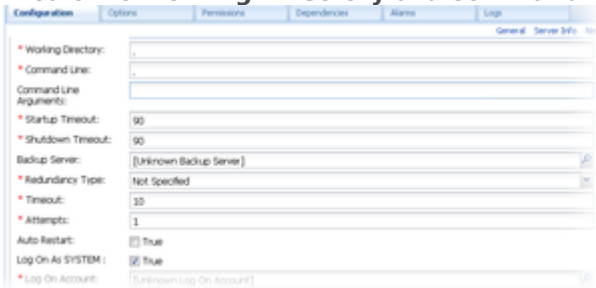 Configuration Options Permissions Dependencies Alarms Logs
General Server Info
* Working Directory: .
* Command Line: .
Command Line
Arguments:
* Startup Timeout: 90
* Shutdown Timeout: 90
Backup Server: [Unknown Backup Server]
* Redundancy Type: Not Specified
* Timeout: 10
* Attempts: 1
Auto Restart: True
Log On As SYSTEM : True
* Log On Account: [Unknown Log On Account]